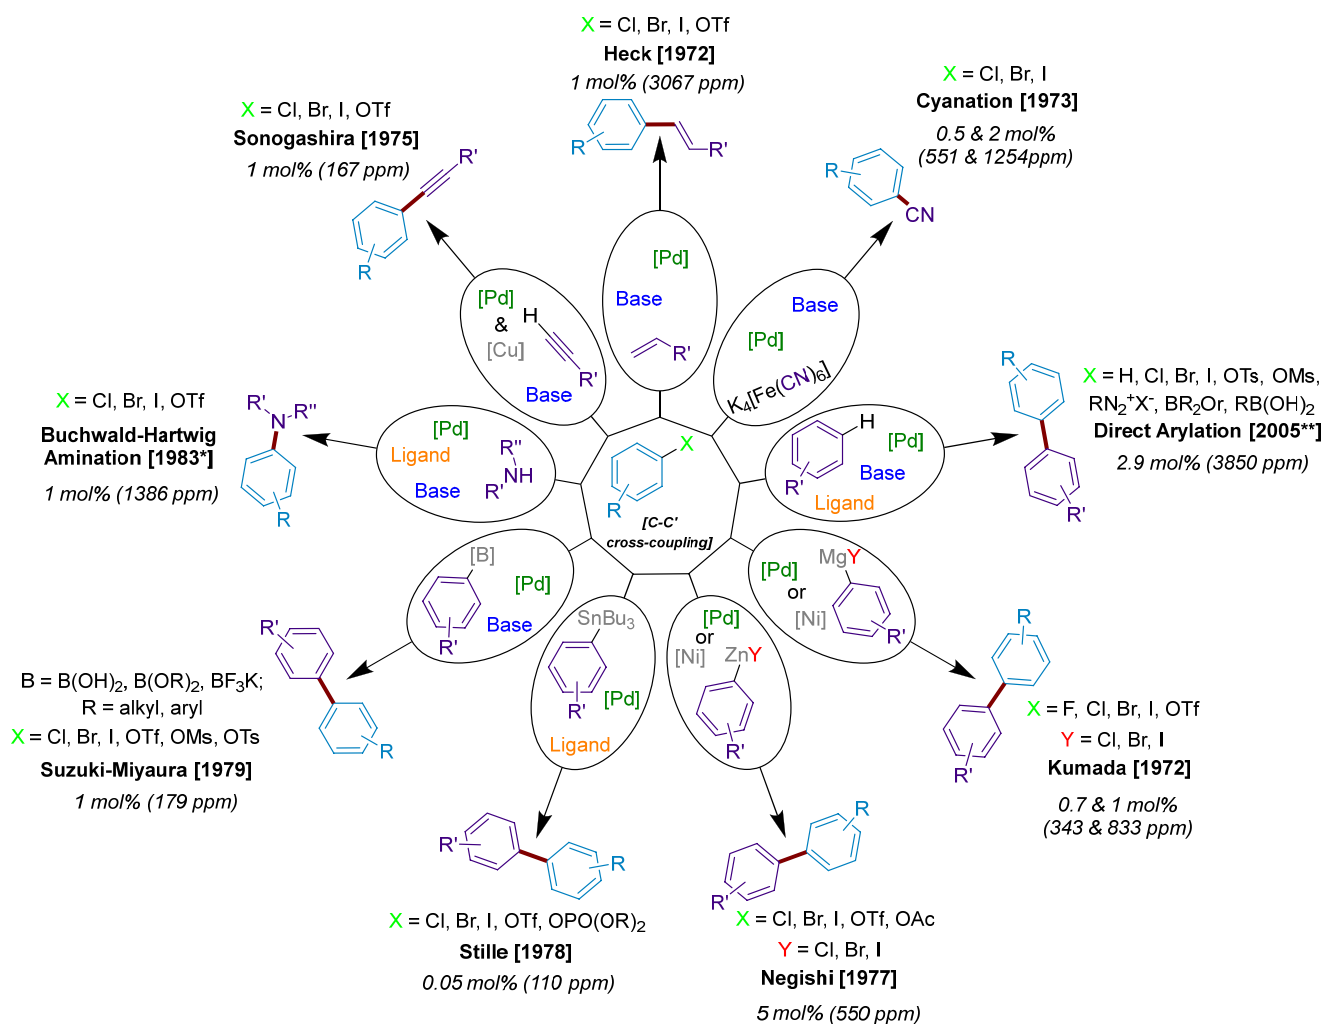 X = Cl, Br, I, OTf
Heck [1972]
1 mol% (3067 ppm)
R
R'
X = Cl, Br, I
Cyanation [1973]
0.5 & 2 mol%
(551 & 1254ppm)
R
CN
X = Cl, Br, I, OTf
Sonogashira [1975]
1 mol% (167 ppm)
R'
R
[Pd]
Base
R'
[Pd]
&
[Cu]
H
R'
Base
Base
[Pd]
K4[Fe(CN)6]
R
X = H, Cl, Br, I, OTs, OMs,
RN2+X-, BR2Or, RB(OH)2
Direct Arylation [2005**]
2.9 mol% (3850 ppm)
R'
X = Cl, Br, I, OTf
Buchwald-Hartwig
Amination [1983*]
1 mol% (1386 ppm)
R'
R''
N
R
[Pd]
Ligand
Base
R''
R'
NH
X
R
[C-C'
cross-coupling]
H
[Pd]
R'
Base
Ligand
[B]
[Pd]
R'
Base
[Pd]
or
[Ni]
MgY
R'
SnBu3
R'
[Pd]
Ligand
[Pd]
or
[Ni]
ZnY
R'
R'
R
B = B(OH)2, B(OR)2, BF3K;
R = alkyl, aryl
X = Cl, Br, I, OTf, OMs, OTs
Suzuki-Miyaura [1979]
1 mol% (179 ppm)
R
R'
X = F, Cl, Br, I, OTf
Y = Cl, Br, I
Kumada [1972]
0.7 & 1 mol%
(343 & 833 ppm)
R'
R
X = Cl, Br, I, OTf, OPO(OR)2
Stille [1978]
0.05 mol% (110 ppm)
R
R'
X = Cl, Br, I, OTf, OAc
Y = Cl, Br, I
Negishi [1977]
5 mol% (550 ppm)